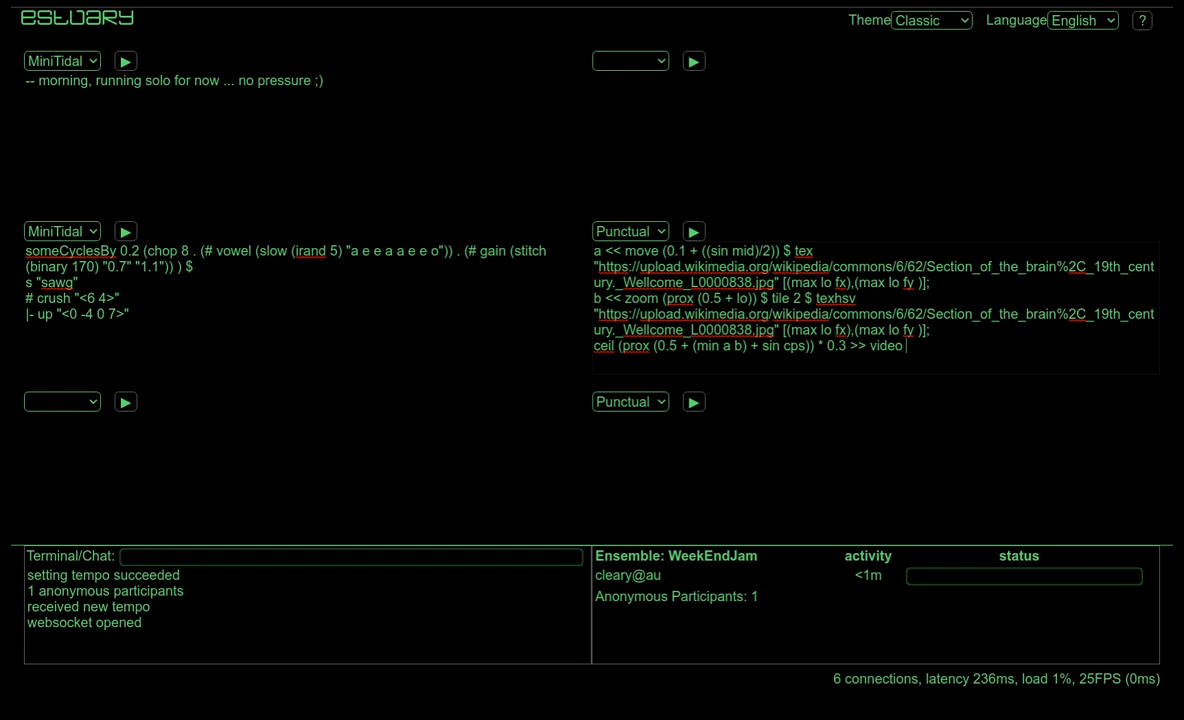 estuary
Theme Classic Language English ?
MiniTidal
-- morning, running solo for now ... no pressure ;)
MiniTidal
someCyclesBy 0.2 (chop 8 . (# vowel (slow (irand 5) "a e e a a e e o")) . (# gain (stitch
(binary 170) "0.7" "1.1")) ) $
s "sawg"
# crush "<6 4>"
|- up "<0 -4 0 7>"
Punctual
a << move (0.1 + ((sin mid)/2)) $ tex
"https://upload.wikimedia.org/wikipedia/commons/6/62/Section_of_the_brain%2C_19th_cent
ury._Wellcome_L0000838.jpg" [(max lo fx),(max lo fy )];
b << zoom (prox (0.5 + lo)) $ tile 2 $ texhsv
"https://upload.wikimedia.org/wikipedia/commons/6/62/Section_of_the_brain%2C_19th_cent
ury._Wellcome_L0000838.jpg" [(max lo fx),(max lo fy )];
ceil (prox (0.5 + (min a b) + sin cps)) * 0.3 >> video
Punctual
Terminal/Chat:
setting tempo succeeded
1 anonymous participants
received new tempo
websocket opened
Ensemble: WeekEndJam activity status
cleary@au <1m
Anonymous Participants: 1
6 connections, latency 236ms, load 1%, 25FPS (0ms)